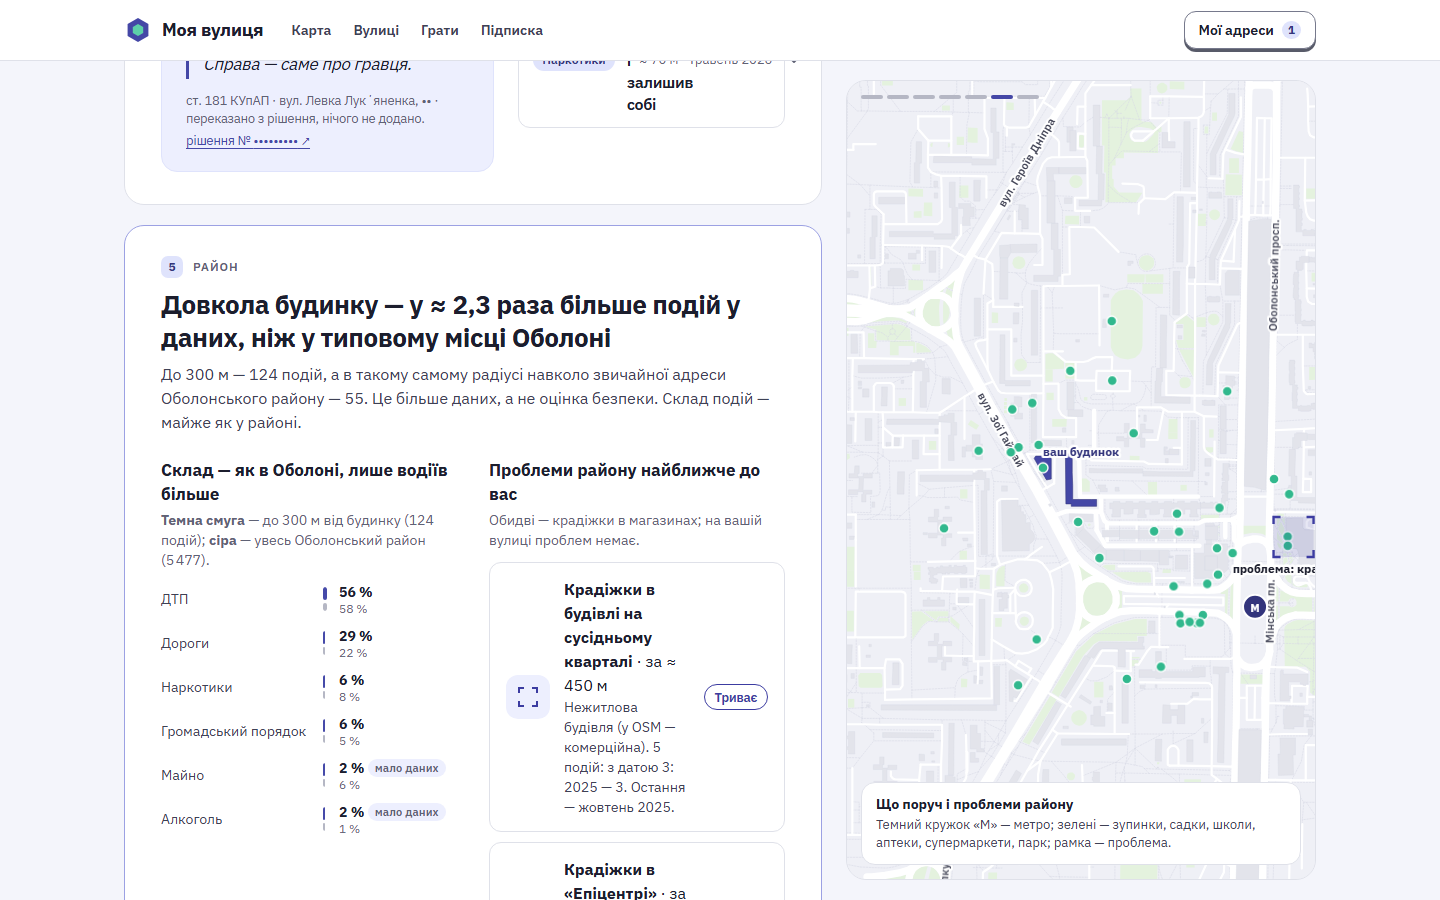 Моя вулиця
Карта
Вулиці
Грати
Підписка
Мої адреси 1
Справа — саме про гравця.
ст. 181 КУпАП · вул. Левка Лук᾽яненка, •• ·
переказано з рішення, нічого не додано.
рішення № ••••••••• ↗
залишив
собі
5 РАЙОН
Довкола будинку — у ≈ 2,3 раза більше подій у
даних, ніж у типовому місці Оболоні
До 300 м — 124 подій, а в такому самому радіусі навколо звичайної адреси
Оболонського району — 55. Це більше даних, а не оцінка безпеки. Склад подій —
майже як у районі.
Склад — як в Оболоні, лише водіїв
більше
Темна смуга — до 300 м від будинку (124
подій); сіра — увесь Оболонський район
(5 477).
ДТП 56 %
58 %
Дороги 29 %
22 %
Наркотики 6 %
8 %
Громадський порядок 6 %
5 %
Майно 2 % мало даних
6 %
Алкоголь 2 % мало даних
1 %
Проблеми району найближче до
вас
Обидві — крадіжки в магазинах; на вашій
вулиці проблем немає.
Крадіжки в
будівлі на
сусідньому
кварталі · за ≈
450 м
Нежитлова
будівля (у OSM —
комерційна). 5
подій: з датою 3:
2025 — 3. Остання
— жовтень 2025.
Триває
Крадіжки в
«Епіцентрі» · за
вул. Героїв Дніпра
Оболонський просп.
вул. Зої Гайдай
ваш будинок
проблема: кра
М
Мінська пл.
Що поруч і проблеми району
Темний кружок «М» — метро; зелені — зупинки, садки, школи,
аптеки, супермаркети, парк; рамка — проблема.